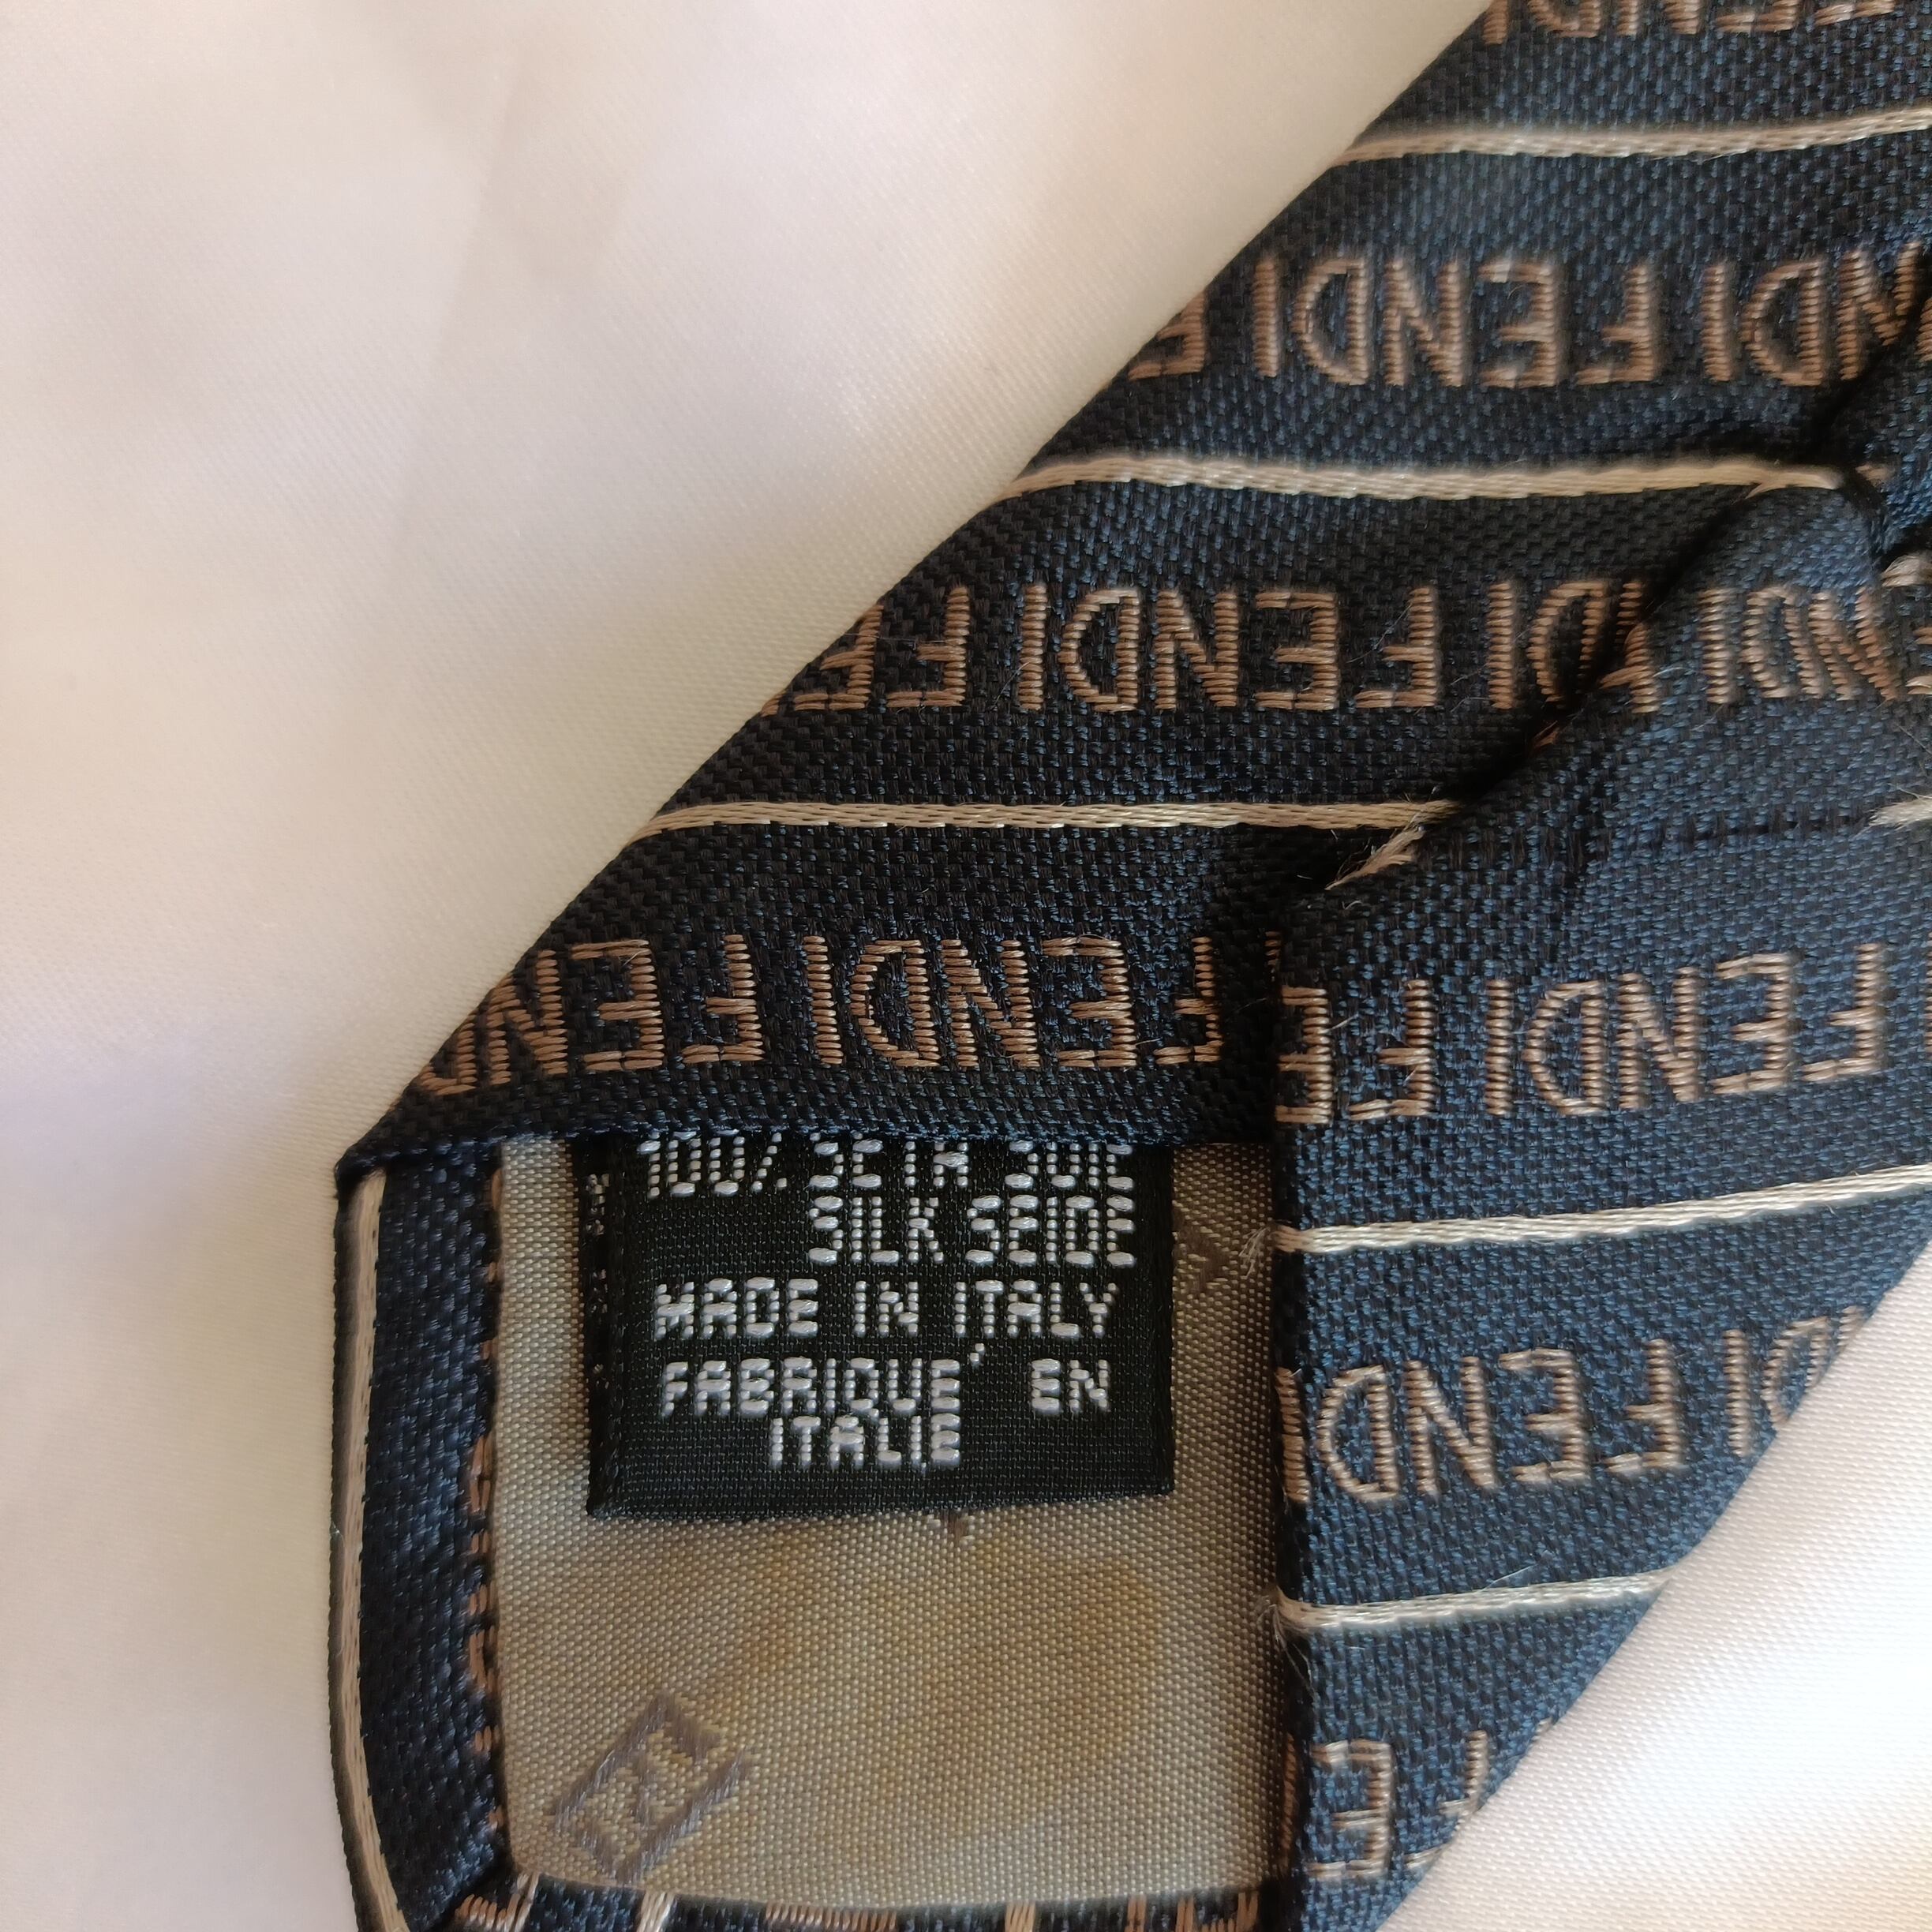 FENDI
FENDI FENDI
FENDI FENDI
FENDI FENDI
FENDI
FENDI
100% SETA SOIE
SILK SEIDE
MADE IN ITALY
FABRIQUE' EN
ITALIE